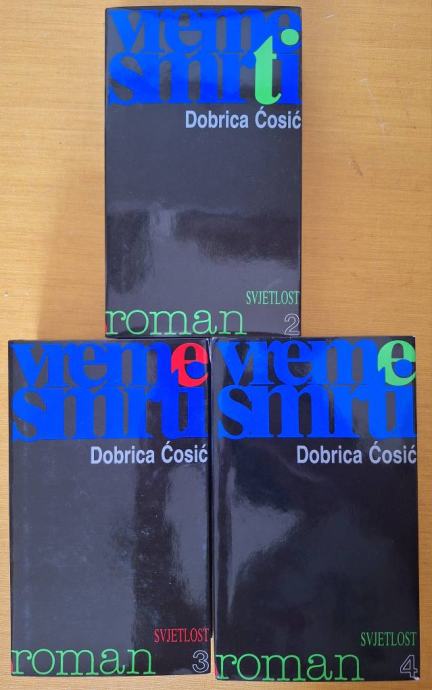 vreme
smrti
Dobrica Ćosić
SVJETLOST
roman 2
vreme
smrti
Dobrica Ćosić
SVJETLOST
roman 3
vreme
smrti
Dobrica Ćosić
SVJETLOST
roman 4